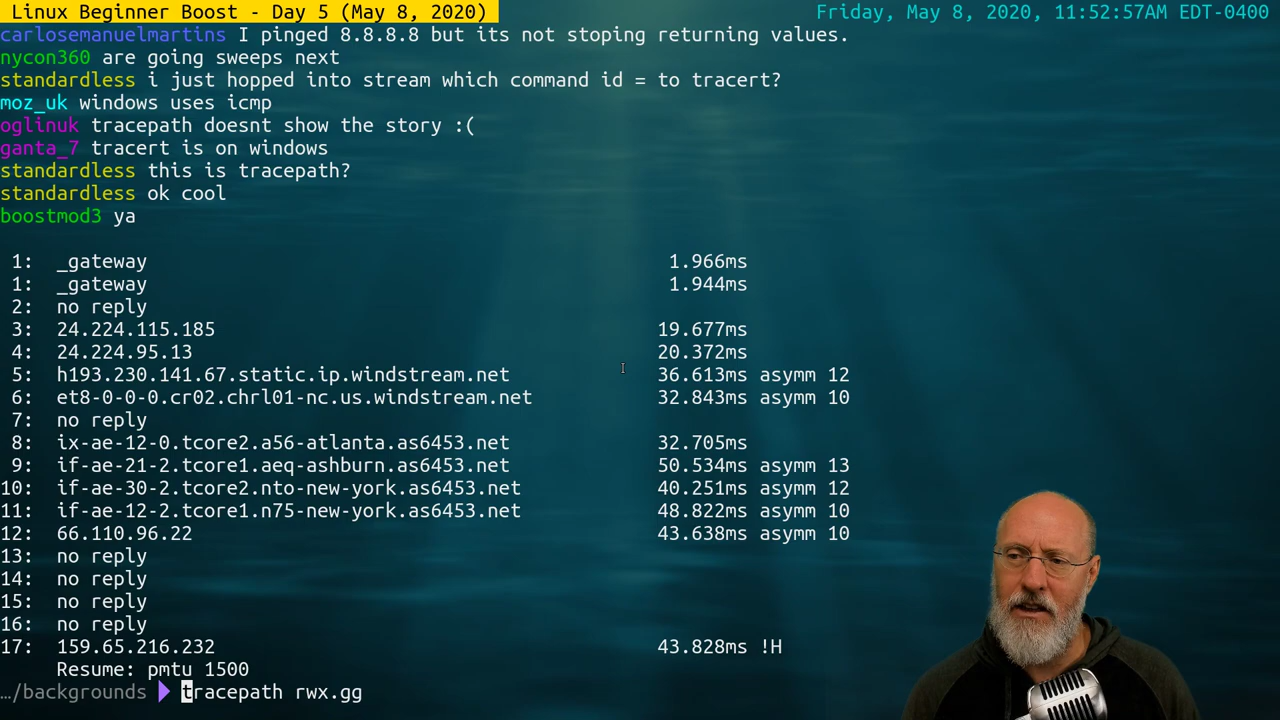 Linux Beginner Boost - Day 5 (May 8, 2020)
Friday, May 8, 2020, 11:52:57AM EDT-0400
carlosemanuelmartins I pinged 8.8.8.8 but its not stoping returning values.
nycon360 are going sweeps next
standardless i just hopped into stream which command id = to tracert?
moz_uk windows uses icmp
oglinuk tracepath doesnt show the story :(
ganta_7 tracert is on windows
standardless this is tracepath?
standardless ok cool
boostmod3 ya
1: _gateway 1.966ms
1: _gateway 1.944ms
2: no reply
3: 24.224.115.185 19.677ms
4: 24.224.95.13 20.372ms
5: h193.230.141.67.static.ip.windstream.net 36.613ms asymm 12
6: et8-0-0-0.cr02.chrl01-nc.us.windstream.net 32.843ms asymm 10
7: no reply
8: ix-ae-12-0.tcore2.a56-atlanta.as6453.net 32.705ms
9: if-ae-21-2.tcore1.aeq-ashburn.as6453.net 50.534ms asymm 13
10: if-ae-30-2.tcore2.nto-new-york.as6453.net 40.251ms asymm 12
11: if-ae-12-2.tcore1.n75-new-york.as6453.net 48.822ms asymm 10
12: 66.110.96.22 43.638ms asymm 10
13: no reply
14: no reply
15: no reply
16: no reply
17: 159.65.216.232 43.828ms !H
Resume: pmtu 1500
…/backgrounds tracepath rwx.gg